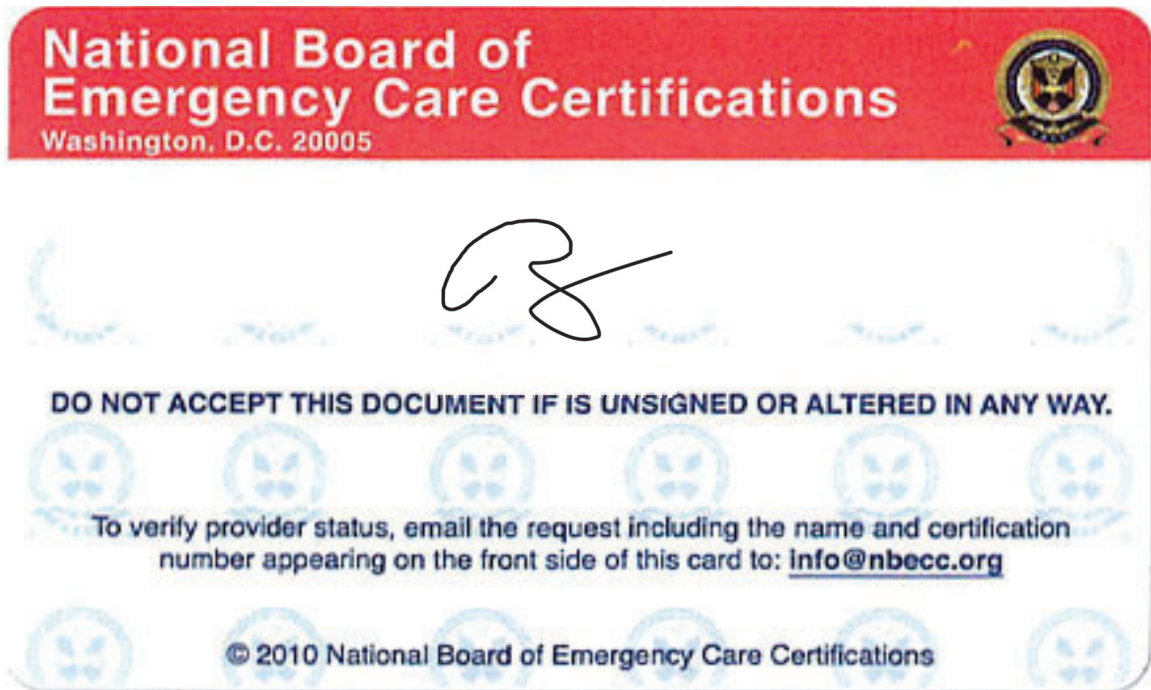 National Board of
Emergency Care Certifications
Washington, D.C. 20005
DO NOT ACCEPT THIS DOCUMENT IF IS UNSIGNED OR ALTERED IN ANY WAY.
To verify provider status, email the request including the name and certification
number appearing on the front side of this card to: info@nbecc.org
© 2010 National Board of Emergency Care Certifications